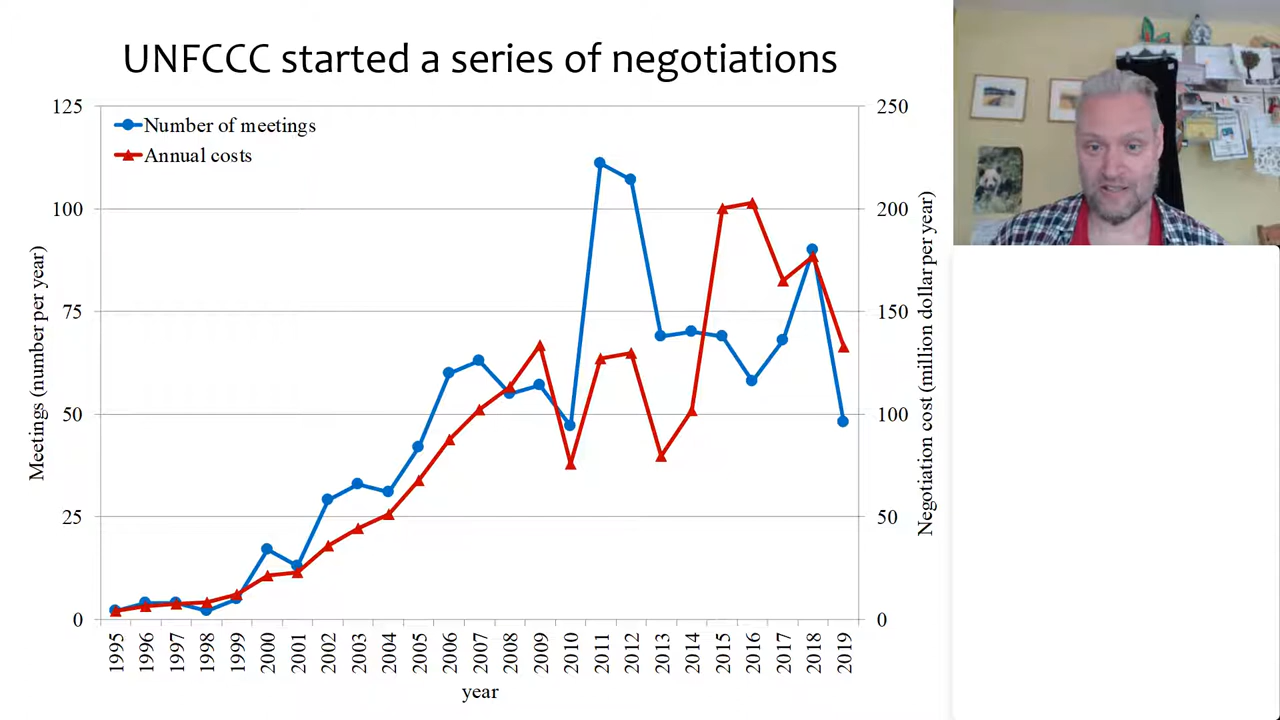 UNFCCC started a series of negotiations
125
100
75
50
25
0
250
200
150
100
50
0
Number of meetings
Annual costs
Meetings (number per year)
Negotiation cost (million dollar per year)
1995 1996 1997 1998 1999 2000 2001 2002 2003 2004 2005 2006 2007 2008 2009 2010 2011 2012 2013 2014 2015 2016 2017 2018 2019
year